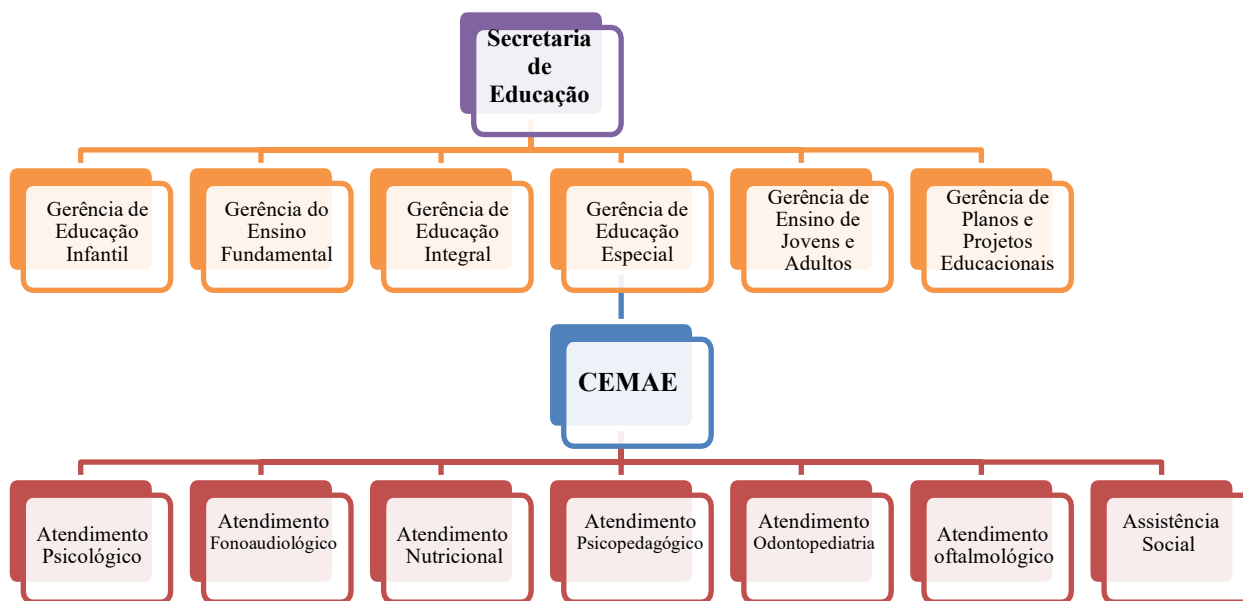 Secretaria
de
Educação
Gerência de
Educação
Infantil
Gerência do
Ensino
Fundamental
Gerência de
Educação
Integral
Gerência de
Educação
Especial
Gerência de
Ensino de
Jovens e
Adultos
Gerência de
Planos e
Projetos
Educacionais
CEMAE
Atendimento
Psicológico
Atendimento
Fonoaudiológico
Atendimento
Nutricional
Atendimento
Psicopedagógico
Atendimento
Odontopediatria
Atendimento
oftalmológico
Assistência
Social